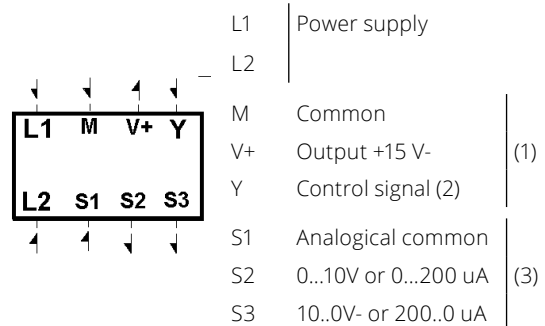 L1 Power supply
L2
L1 M V+ Y
L2 S1 S2 S3
M Common
V+ Output +15 V- (1)
Y Control signal (2)
S1 Analogical common
S2 0...10V or 0...200 uA (3)
S3 10..0V- or 200..0 uA